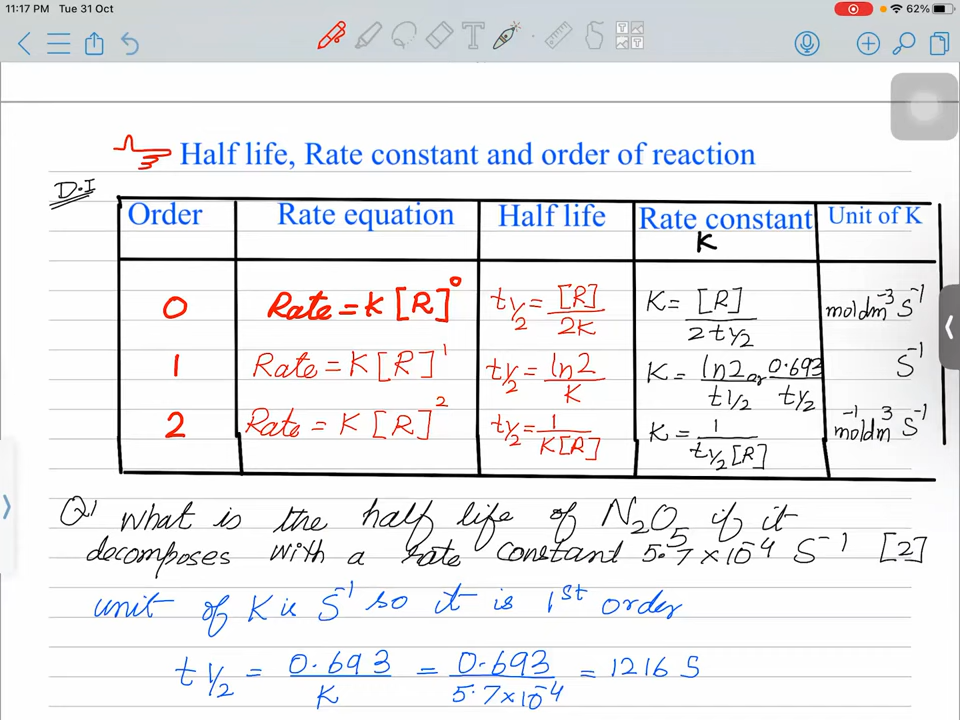 11:17 PM Tue 31 Oct 62%
Half life, Rate constant and order of reaction
D.I
Order Rate equation Half life Rate constant K Unit of K
0 Rate = K [R]⁰ t½ = [R]/2K K = [R]/2t½ moldm⁻³ S⁻¹
1 Rate = K [R]¹ t½ = ln2/K K = ln2/t½ or 0.693/t½ S⁻¹
2 Rate = K [R]² t½ = 1/K[R] K = 1/t½[R] mol⁻¹dm³ S⁻¹
Q1 What is the half life of N₂O₅ if it
decomposes with a rate constant 5.7×10⁻⁴ S⁻¹ [2]
unit of K is S⁻¹ so it is 1st order
t½ = 0.693/K = 0.693/5.7×10⁻⁴ = 1216 S